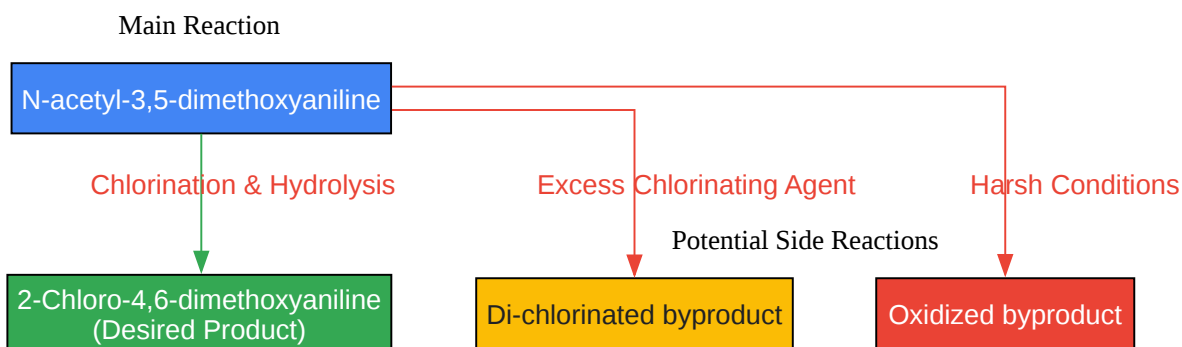 Main Reaction
N-acetyl-3,5-dimethoxyaniline
Chlorination & Hydrolysis
Excess Chlorinating Agent
Harsh Conditions
Potential Side Reactions
2-Chloro-4,6-dimethoxyaniline
(Desired Product)
Di-chlorinated byproduct
Oxidized byproduct